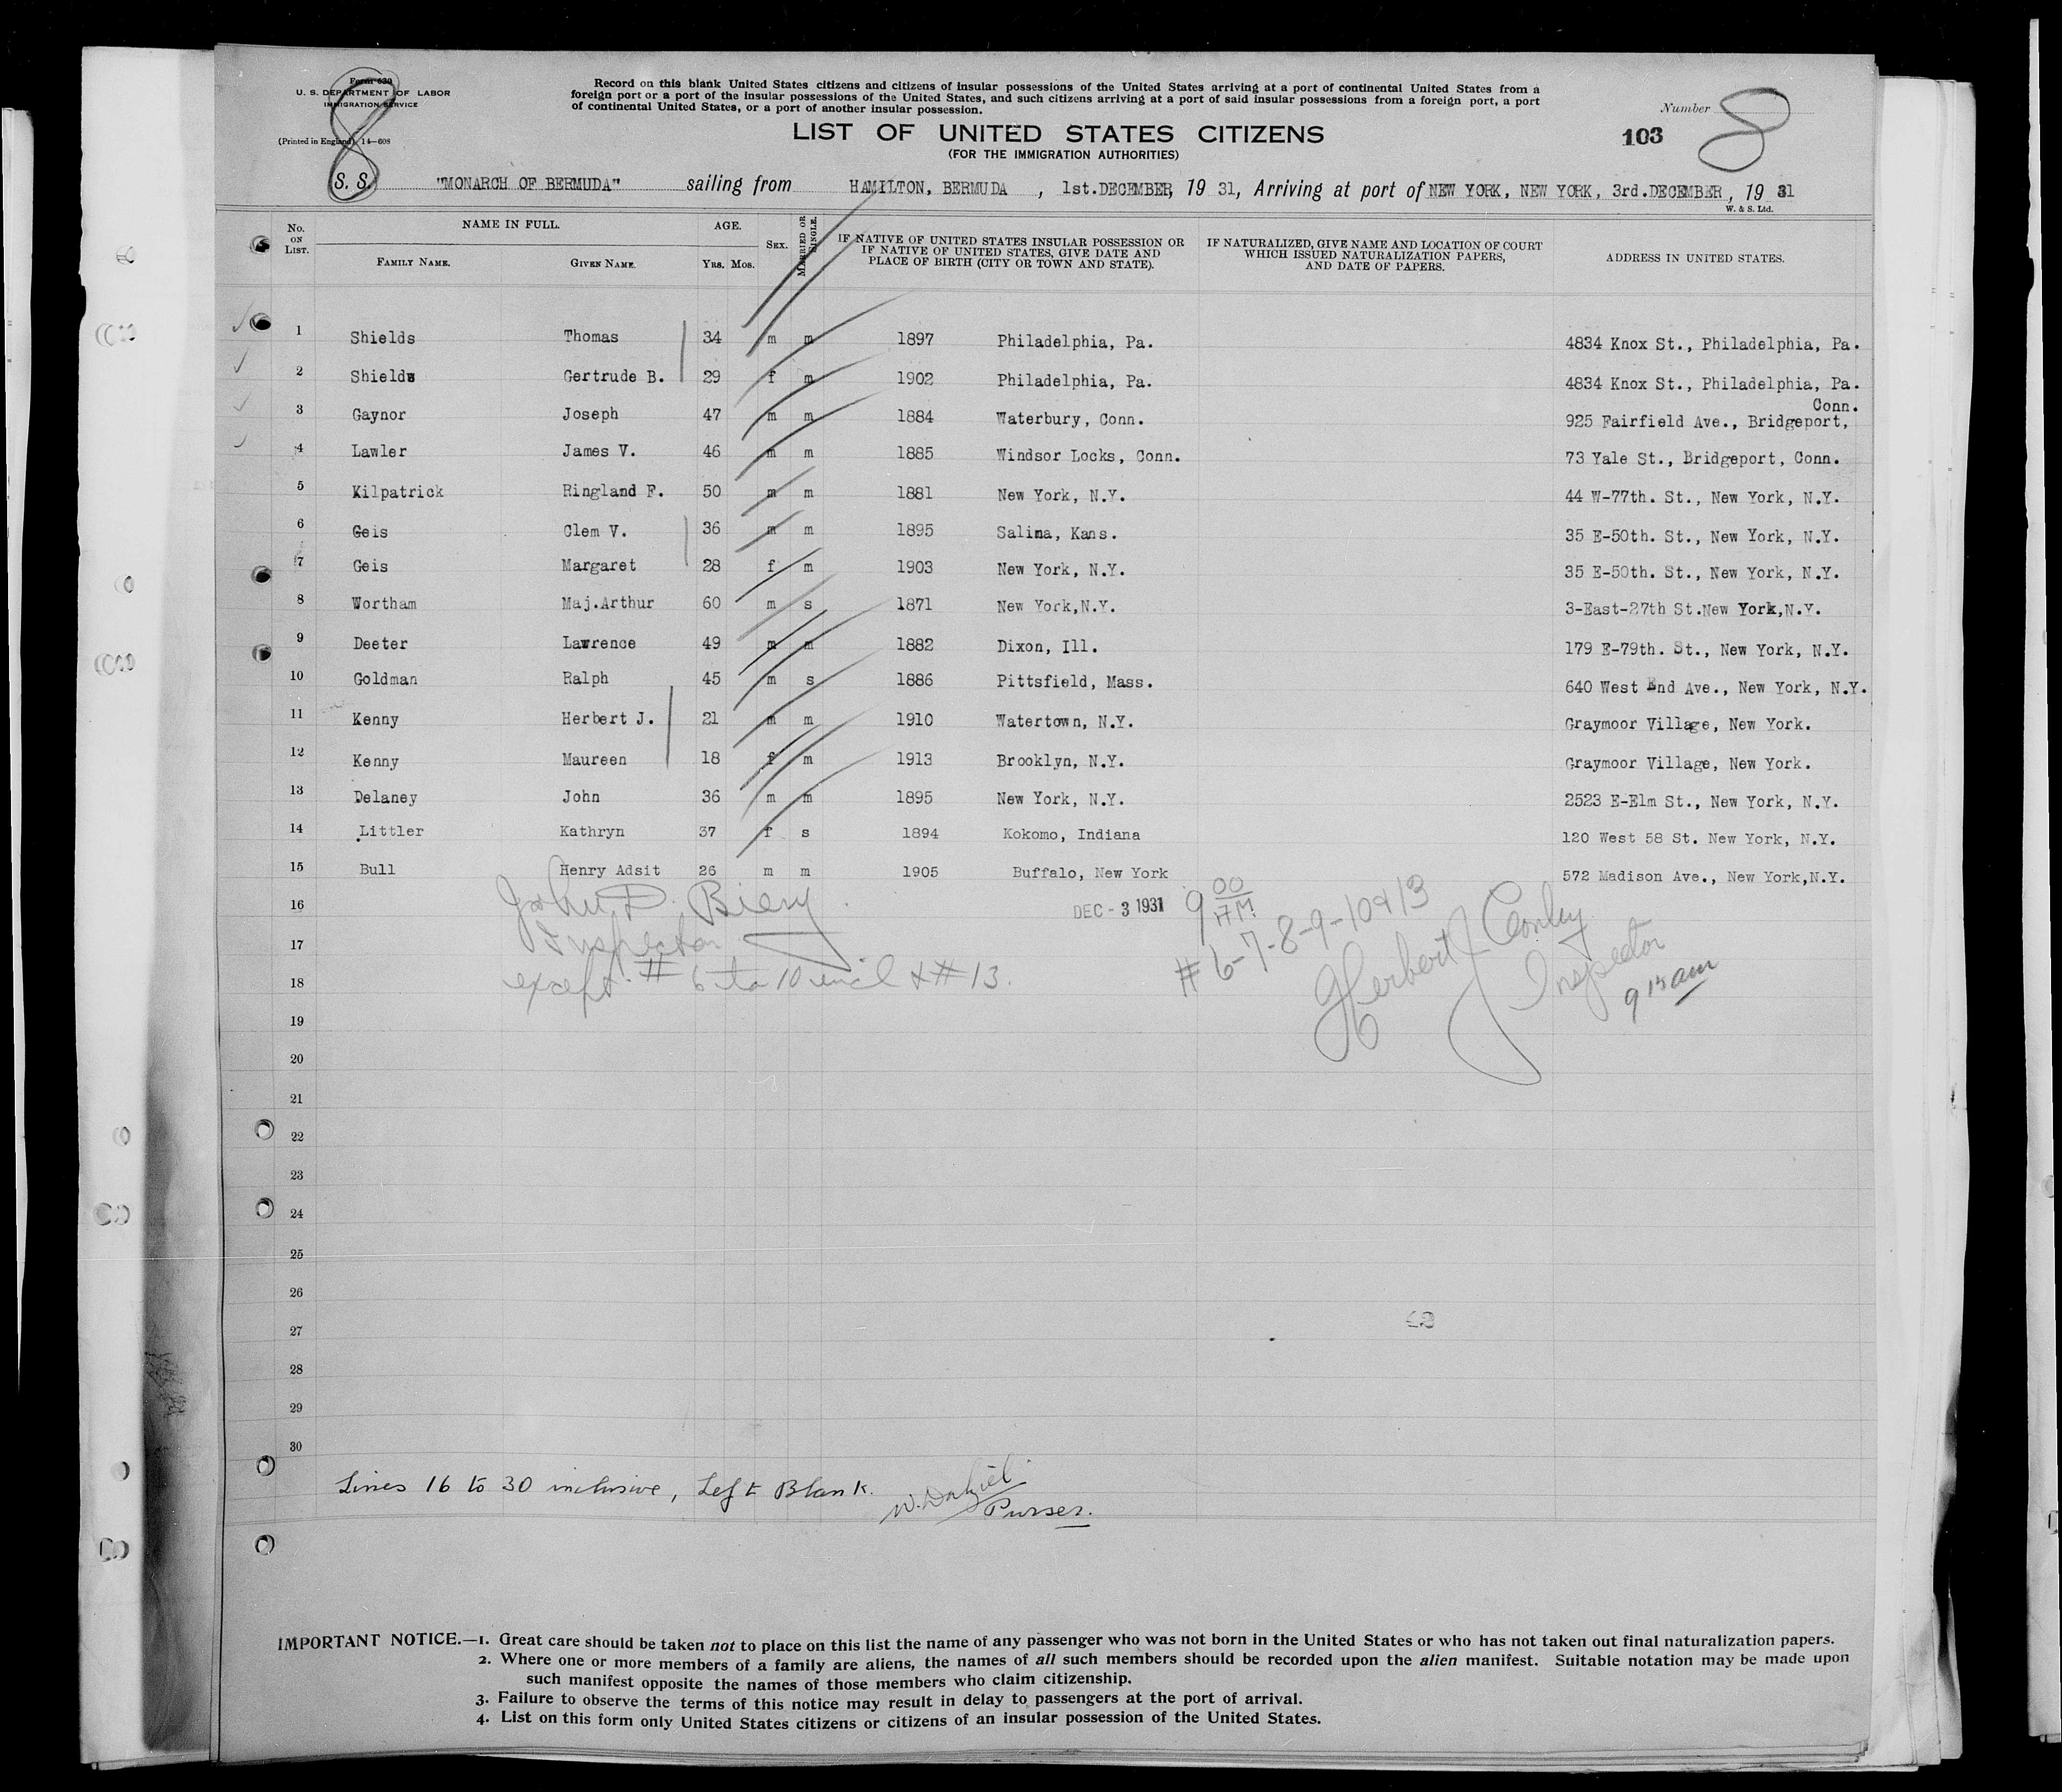 Form 630
U. S. DEPARTMENT OF LABOR
IMMIGRATION SERVICE
(Printed in England) 14—608
8
Record on this blank United States citizens and citizens of insular possessions of the United States arriving at a port of continental United States from a
foreign port or a port of the insular possessions of the United States, and such citizens arriving at a port of said insular possessions from a foreign port, a port
of continental United States, or a port of another insular possession.
LIST OF UNITED STATES CITIZENS
(FOR THE IMMIGRATION AUTHORITIES)
Number 8
103
S. S. "MONARCH OF BERMUDA" sailing from HAMILTON, BERMUDA, 1st.DECEMBER, 19 31, Arriving at port of NEW YORK, NEW YORK, 3rd.DECEMBER, 19 31
W. & S. Ltd.
No. ON LIST. NAME IN FULL. FAMILY NAME. GIVEN NAME. AGE. Yrs. Mos. SEX. MARRIED OR SINGLE.
IF NATIVE OF UNITED STATES INSULAR POSSESSION OR
IF NATIVE OF UNITED STATES, GIVE DATE AND
PLACE OF BIRTH (CITY OR TOWN AND STATE).
IF NATURALIZED, GIVE NAME AND LOCATION OF COURT
WHICH ISSUED NATURALIZATION PAPERS,
AND DATE OF PAPERS.
ADDRESS IN UNITED STATES.
1 Shields Thomas 34 m m 1897 Philadelphia, Pa. 4834 Knox St., Philadelphia, Pa.
2 Shields Gertrude B. 29 f m 1902 Philadelphia, Pa. 4834 Knox St., Philadelphia, Pa.
3 Gaynor Joseph 47 m m 1884 Waterbury, Conn. 925 Fairfield Ave., Bridgeport, Conn.
4 Lawler James V. 46 m m 1885 Windsor Locks, Conn. 73 Yale St., Bridgeport, Conn.
5 Kilpatrick Ringland F. 50 m m 1881 New York, N.Y. 44 W-77th. St., New York, N.Y.
6 Geis Clem V. 36 m m 1895 Salina, Kans. 35 E-50th. St., New York, N.Y.
7 Geis Margaret 28 f m 1903 New York, N.Y. 35 E-50th. St., New York, N.Y.
8 Wortham Maj.Arthur 60 m s 1871 New York,N.Y. 3-East-27th St.New York,N.Y.
9 Deeter Lawrence 49 m m 1882 Dixon, Ill. 179 E-79th. St., New York, N.Y.
10 Goldman Ralph 45 m s 1886 Pittsfield, Mass. 640 West End Ave., New York, N.Y.
11 Kenny Herbert J. 21 m m 1910 Watertown, N.Y. Graymoor Village, New York.
12 Kenny Maureen 18 f m 1913 Brooklyn, N.Y. Graymoor Village, New York.
13 Delaney John 36 m m 1895 New York, N.Y. 2523 E-Elm St., New York, N.Y.
14 Littler Kathryn 37 f s 1894 Kokomo, Indiana 120 West 58 St. New York, N.Y.
15 Bull Henry Adsit 26 m m 1905 Buffalo, New York 572 Madison Ave., New York,N.Y.
16 John D. Biery DEC - 3 1931 9 00 AM
17 Inspector
18 except # 6 to 10 incl & # 13.
# 6-7-8-9-10 & 13
Herbert J Conley
Inspector
9 15 am
19
20
21
22
23
24
25
26
27
28
29
30
Lines 16 to 30 inclusive, Left Blank.
W. Dalziel
Purser.
IMPORTANT NOTICE.—1. Great care should be taken not to place on this list the name of any passenger who was not born in the United States or who has not taken out final naturalization papers.
2. Where one or more members of a family are aliens, the names of all such members should be recorded upon the alien manifest. Suitable notation may be made upon
such manifest opposite the names of those members who claim citizenship.
3. Failure to observe the terms of this notice may result in delay to passengers at the port of arrival.
4. List on this form only United States citizens or citizens of an insular possession of the United States.